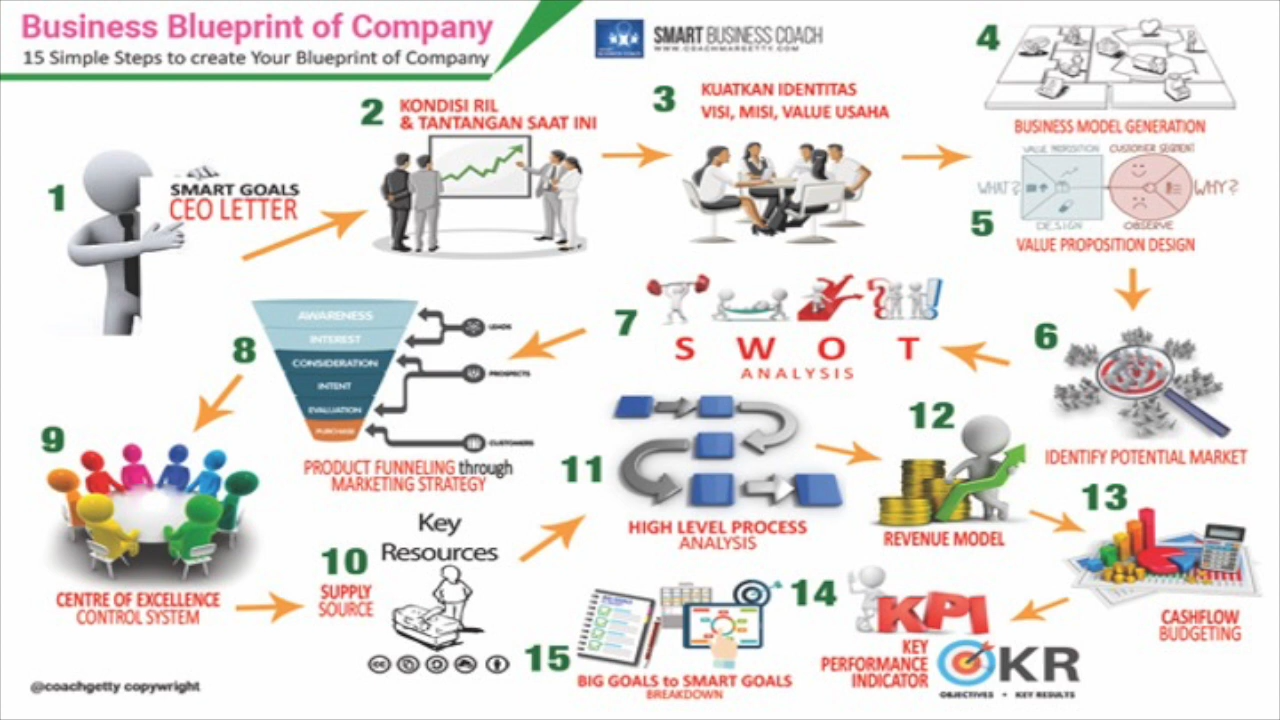 Business Blueprint of Company
15 Simple Steps to create Your Blueprint of Company
SMART BUSINESS COACH
WWW.COACHMARGETTY.COM
1
SMART GOALS
CEO LETTER
2
KONDISI RIL
& TANTANGAN SAAT INI
3
KUATKAN IDENTITAS
VISI, MISI, VALUE USAHA
4
BUSINESS MODEL GENERATION
VALUE PROPOSITION
CUSTOMER SEGMENT
WHAT?
WHY?
DESIGN
OBSERVE
5
VALUE PROPOSITION DESIGN
6
IDENTIFY POTENTIAL MARKET
7
S W O T
ANALYSIS
8
AWARENESS
INTEREST
CONSIDERATION
INTENT
EVALUATION
PURCHASE
LEADS
PROSPECTS
CUSTOMERS
PRODUCT FUNNELING through
MARKETING STRATEGY
9
CENTRE OF EXCELLENCE
CONTROL SYSTEM
10
Key
Resources
SUPPLY
SOURCE
11
HIGH LEVEL PROCESS
ANALYSIS
12
REVENUE MODEL
13
CASHFLOW
BUDGETING
14
KPI
KEY
PERFORMANCE
INDICATOR
OKR
OBJECTIVES • KEY RESULTS
15
BIG GOALS to SMART GOALS
BREAKDOWN
@coachgetty copywright